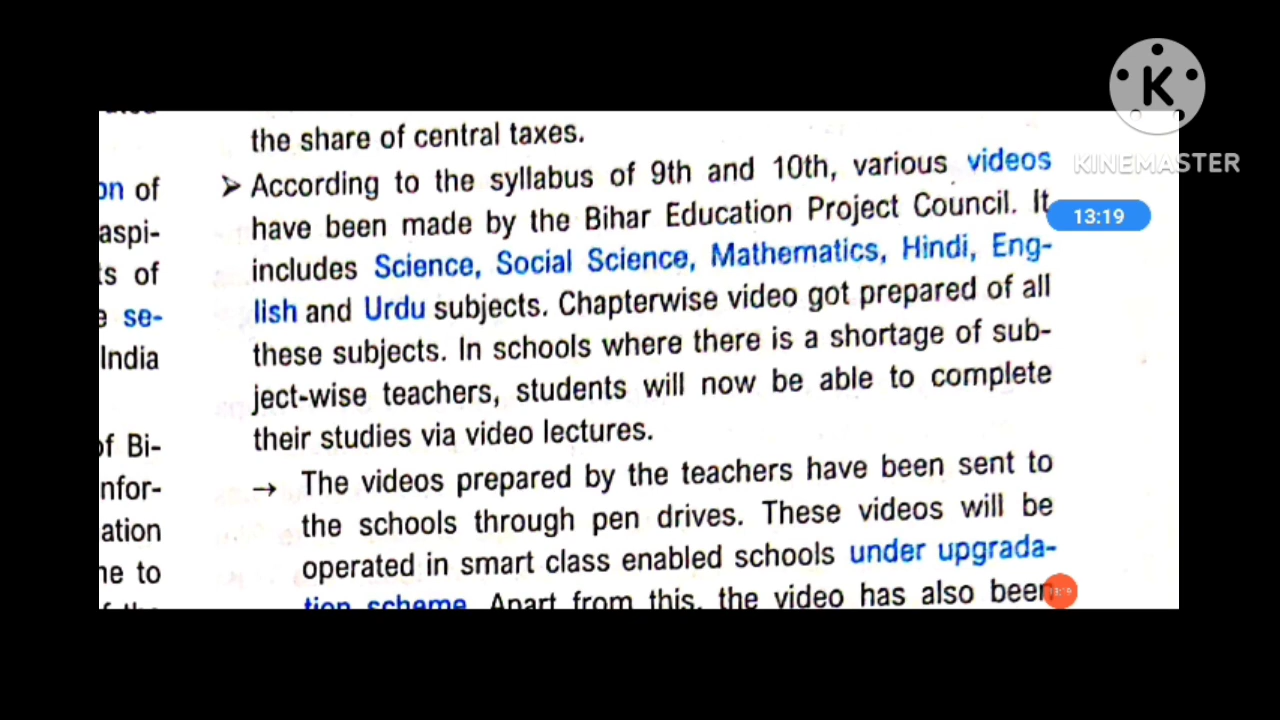 the share of central taxes.
➤ According to the syllabus of 9th and 10th, various videos
have been made by the Bihar Education Project Council. It
includes Science, Social Science, Mathematics, Hindi, Eng-
lish and Urdu subjects. Chapterwise video got prepared of all
these subjects. In schools where there is a shortage of sub-
ject-wise teachers, students will now be able to complete
their studies via video lectures.
→ The videos prepared by the teachers have been sent to
the schools through pen drives. These videos will be
operated in smart class enabled schools under upgrada-
tion scheme. Apart from this, the video has also been
on of
aspi-
ts of
e se-
India
of Bi-
nfor-
ation
ne to
of the
K
KINEMASTER
13:19
13:19